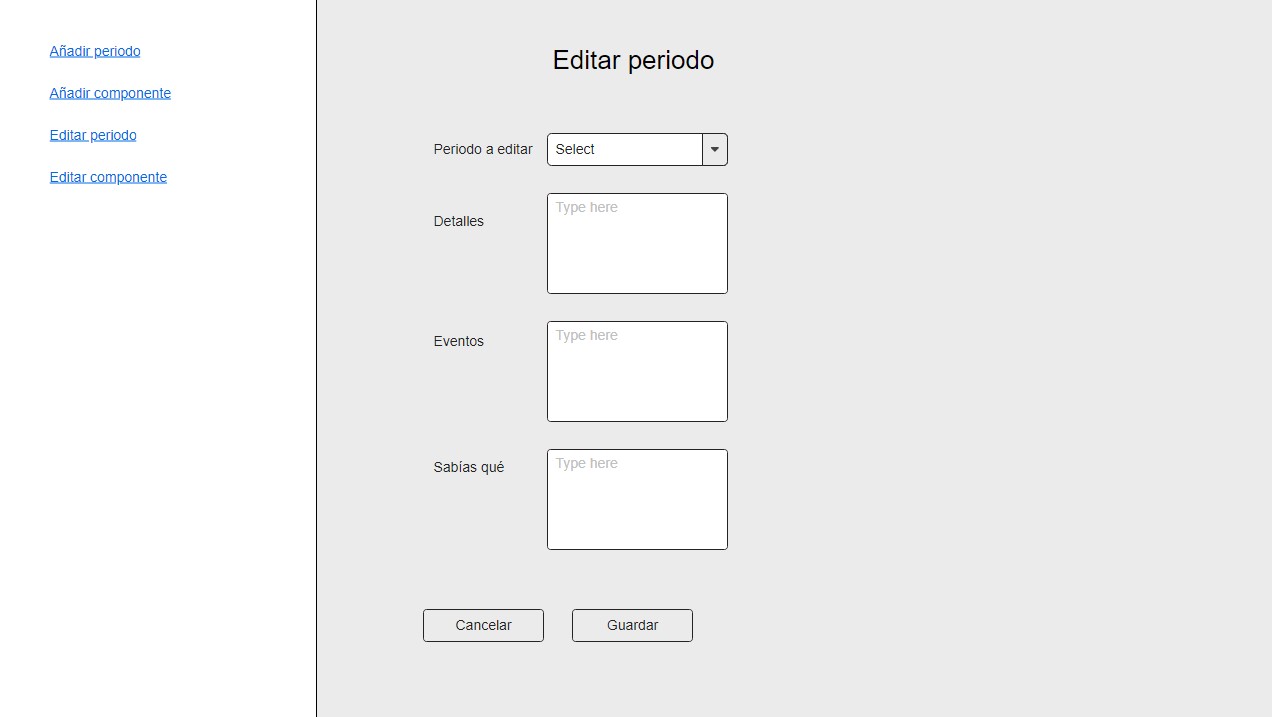 Añadir periodo
Añadir componente
Editar periodo
Editar componente
Editar periodo
Periodo a editar
Select
Detalles
Type here
Eventos
Type here
Sabías qué
Type here
Cancelar
Guardar